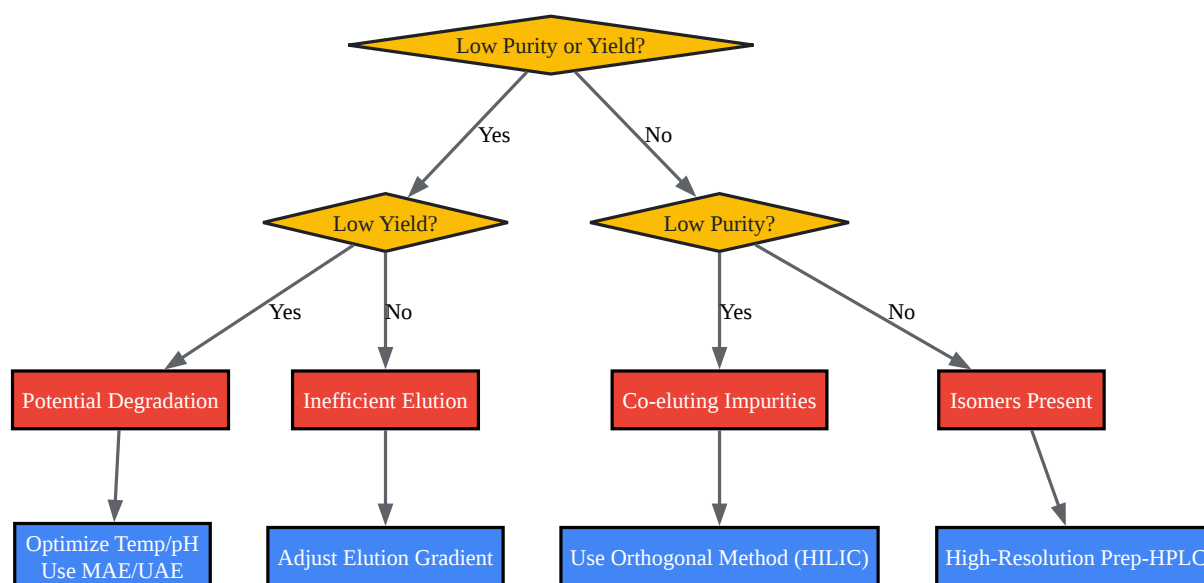 Low Purity or Yield?
Yes
No
Low Yield?
Low Purity?
Yes
No
Yes
No
Potential Degradation
Inefficient Elution
Co-eluting Impurities
Isomers Present
Optimize Temp/pH
Use MAE/UAE
Adjust Elution Gradient
Use Orthogonal Method (HILIC)
High-Resolution Prep-HPLC